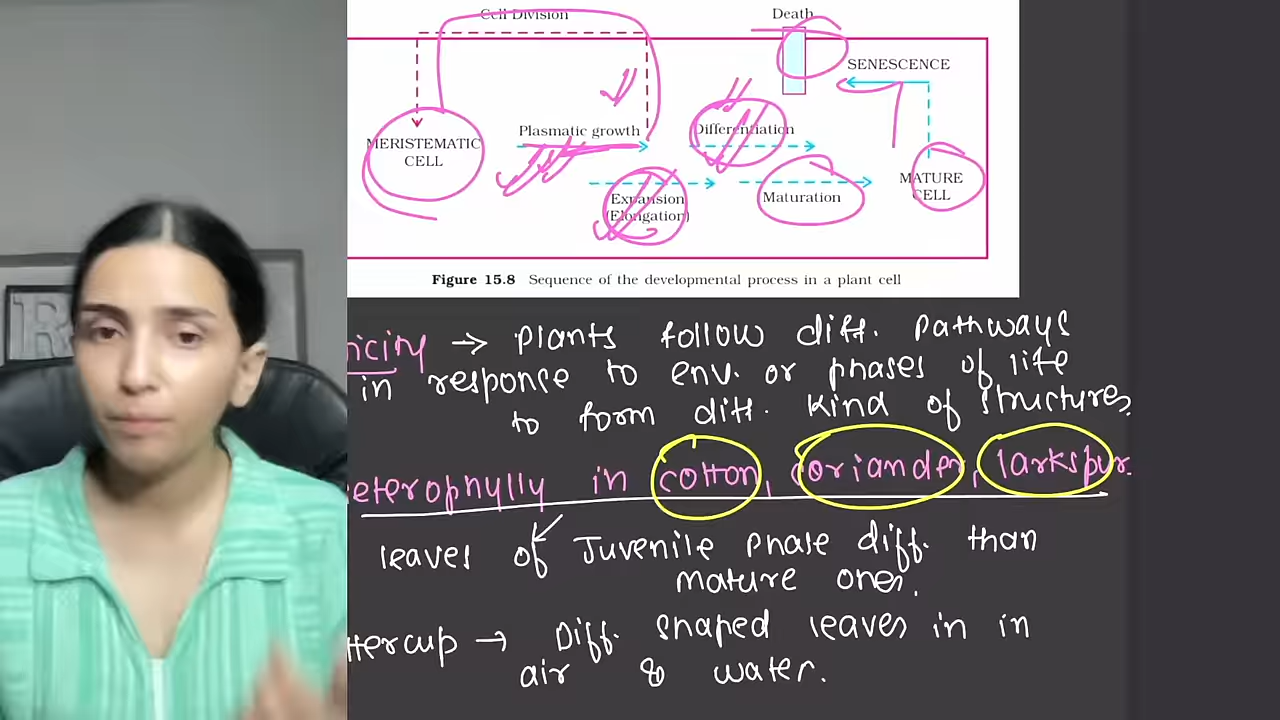 Cell Division
Death
SENESCENCE
Plasmatic growth
Differentiation
MERISTEMATIC
CELL
MATURE
CELL
Expansion
(Elongation)
Maturation
Figure 15.8 Sequence of the developmental process in a plant cell
icity → Plants follow diff. Pathways
in response to env. or phases of life
to form diff. kind of structures.
eterophylly in cotton, coriander, larkspur.
leaves of Juvenile phase diff. than
mature ones.
ttercup → Diff. shaped leaves in in
air & water.